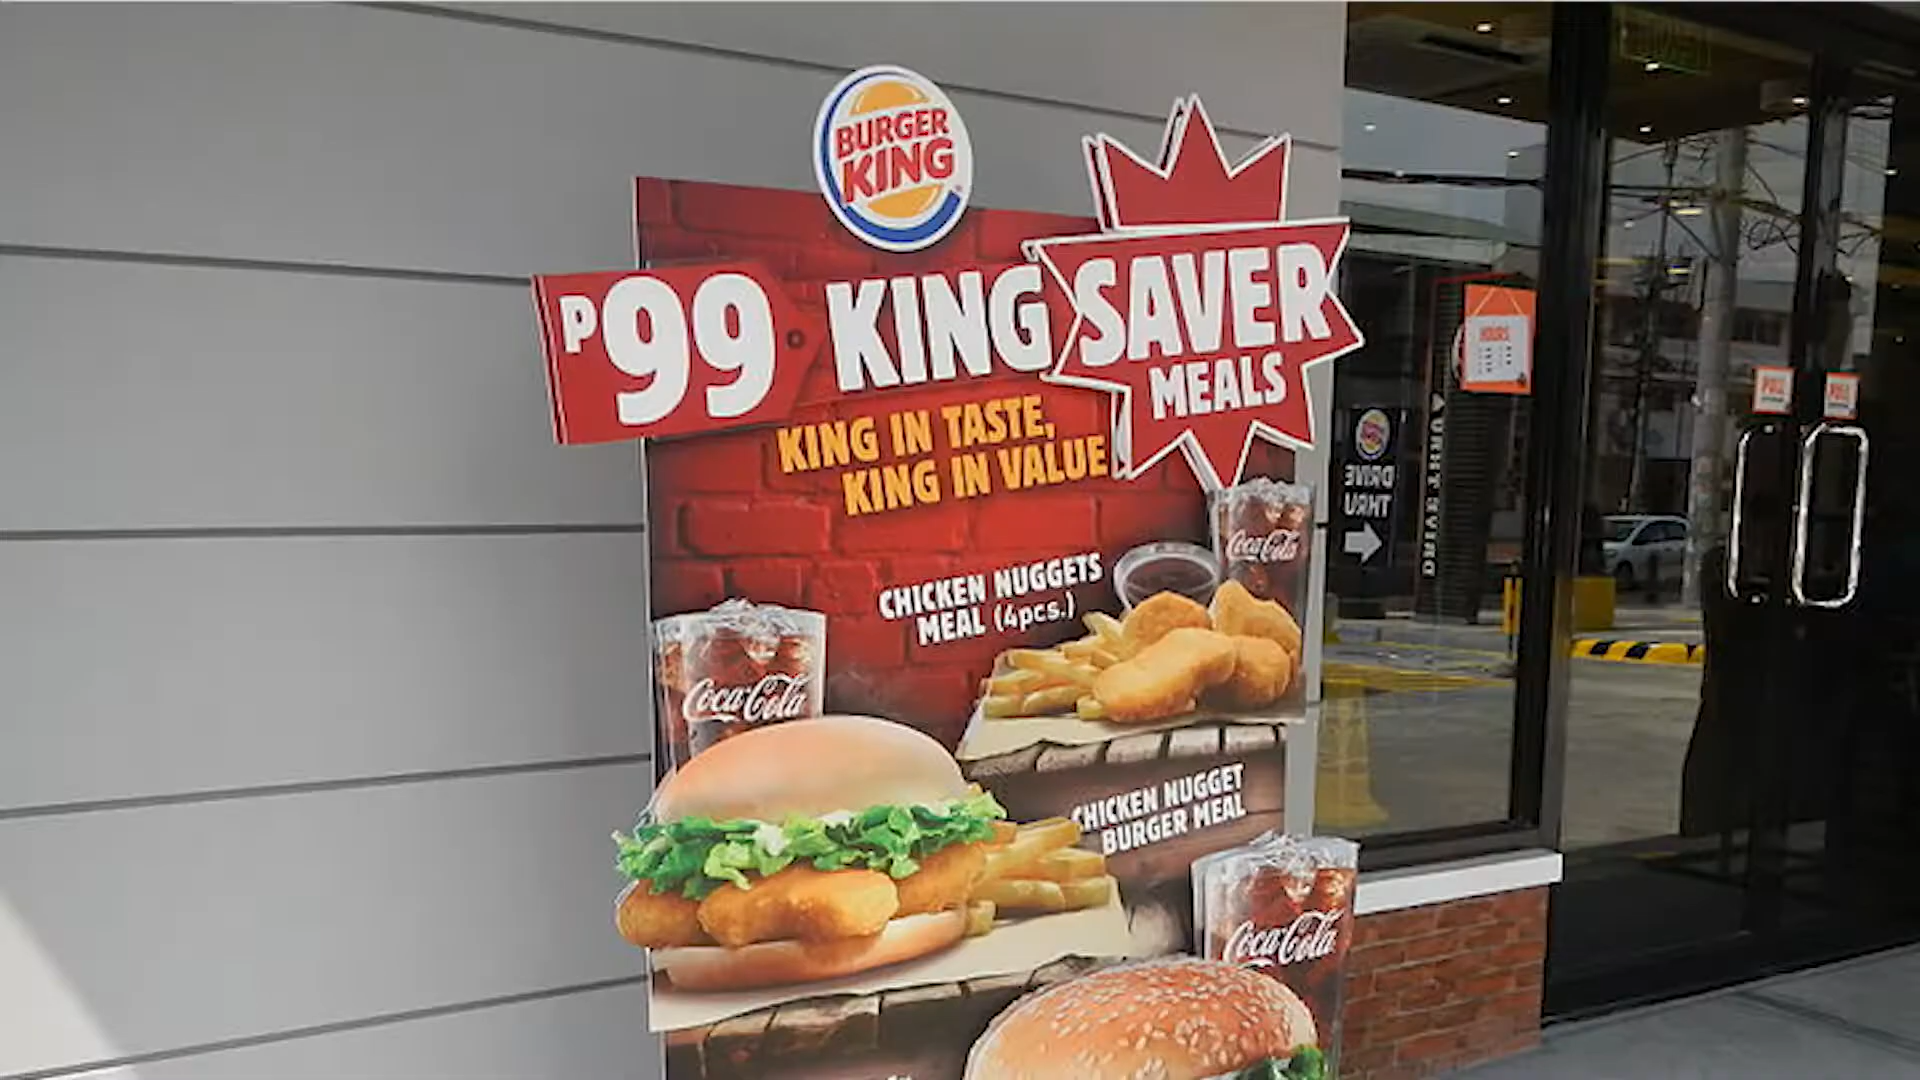 BURGER
KING
P99 KING SAVER
MEALS
KING IN TASTE,
KING IN VALUE
CHICKEN NUGGETS
MEAL (4pcs.)
Coca-Cola
Coca-Cola
CHICKEN NUGGET
BURGER MEAL
Coca-Cola
HOURS
PULL
PULL
DRIVE
THRU